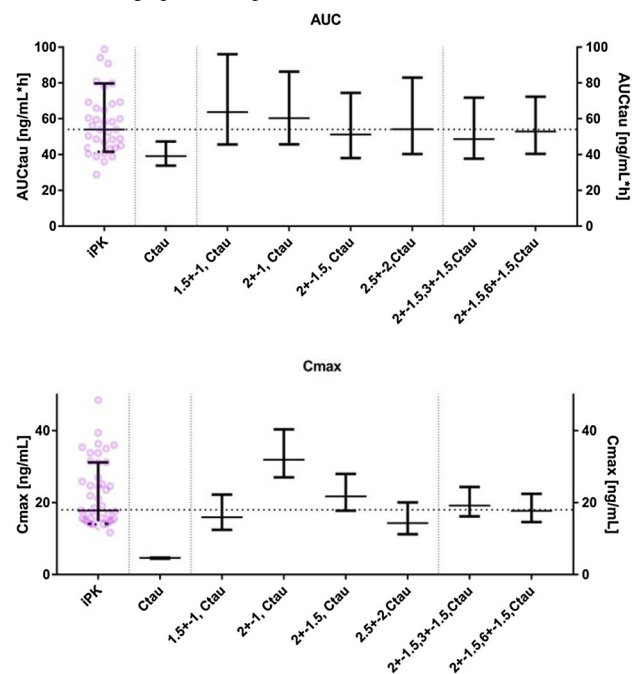 AUC
100
80
60
40
20
0
AUCtau [ng/mL*h]
100
80
60
40
20
0
AUCtau [ng/mL*h]
iPK
Ctau
1.5+-1, Ctau
2+-1, Ctau
2+-1.5, Ctau
2.5+-2,Ctau
2+-1.5,3+-1.5,Ctau
2+-1.5,6+-1.5,Ctau
Cmax
40
20
0
Cmax [ng/mL]
40
20
0
Cmax [ng/mL]
iPK
Ctau
1.5+-1, Ctau
2+-1, Ctau
2+-1.5, Ctau
2.5+-2,Ctau
2+-1.5,3+-1.5,Ctau
2+-1.5,6+-1.5,Ctau